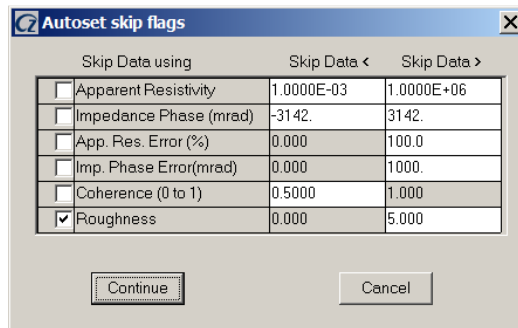 Autoset skip flags
Skip Data using Skip Data < Skip Data >
Apparent Resistivity 1.0000E-03 1.0000E+06
Impedance Phase (mrad) -3142. 3142.
App. Res. Error (%) 0.000 100.0
Imp. Phase Error(mrad) 0.000 1000.
Coherence (0 to 1) 0.5000 1.000
Roughness 0.000 5.000
Continue Cancel